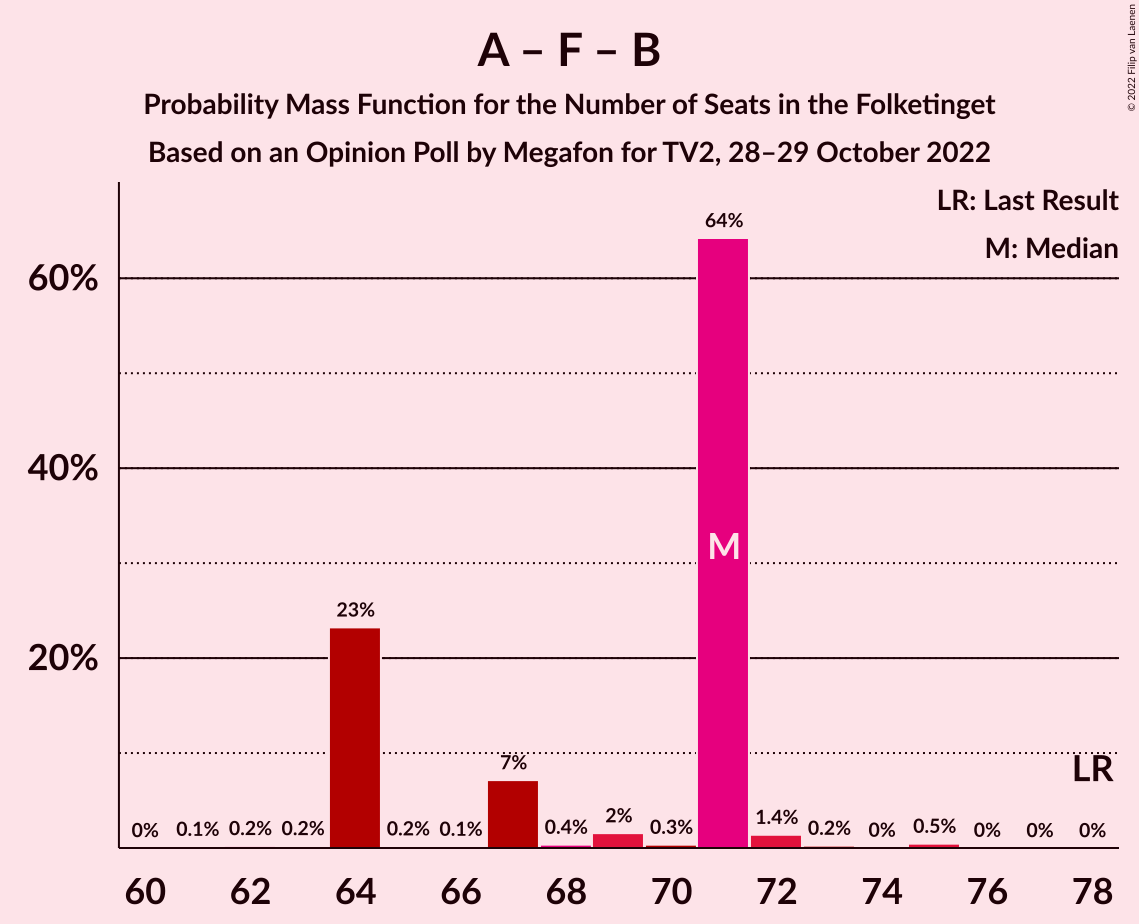 A – F – B
Probability Mass Function for the Number of Seats in the Folketinget
Based on an Opinion Poll by Megafon for TV2, 28–29 October 2022
© 2022 Filip van Laenen
LR: Last Result
M: Median
60%
40%
20%
0%
0.1%
0.2%
0.2%
23%
0.2%
0.1%
7%
0.4%
2%
0.3%
64%
M
1.4%
0.2%
0%
0.5%
0%
0%
0%
LR
60 62 64 66 68 70 72 74 76 78